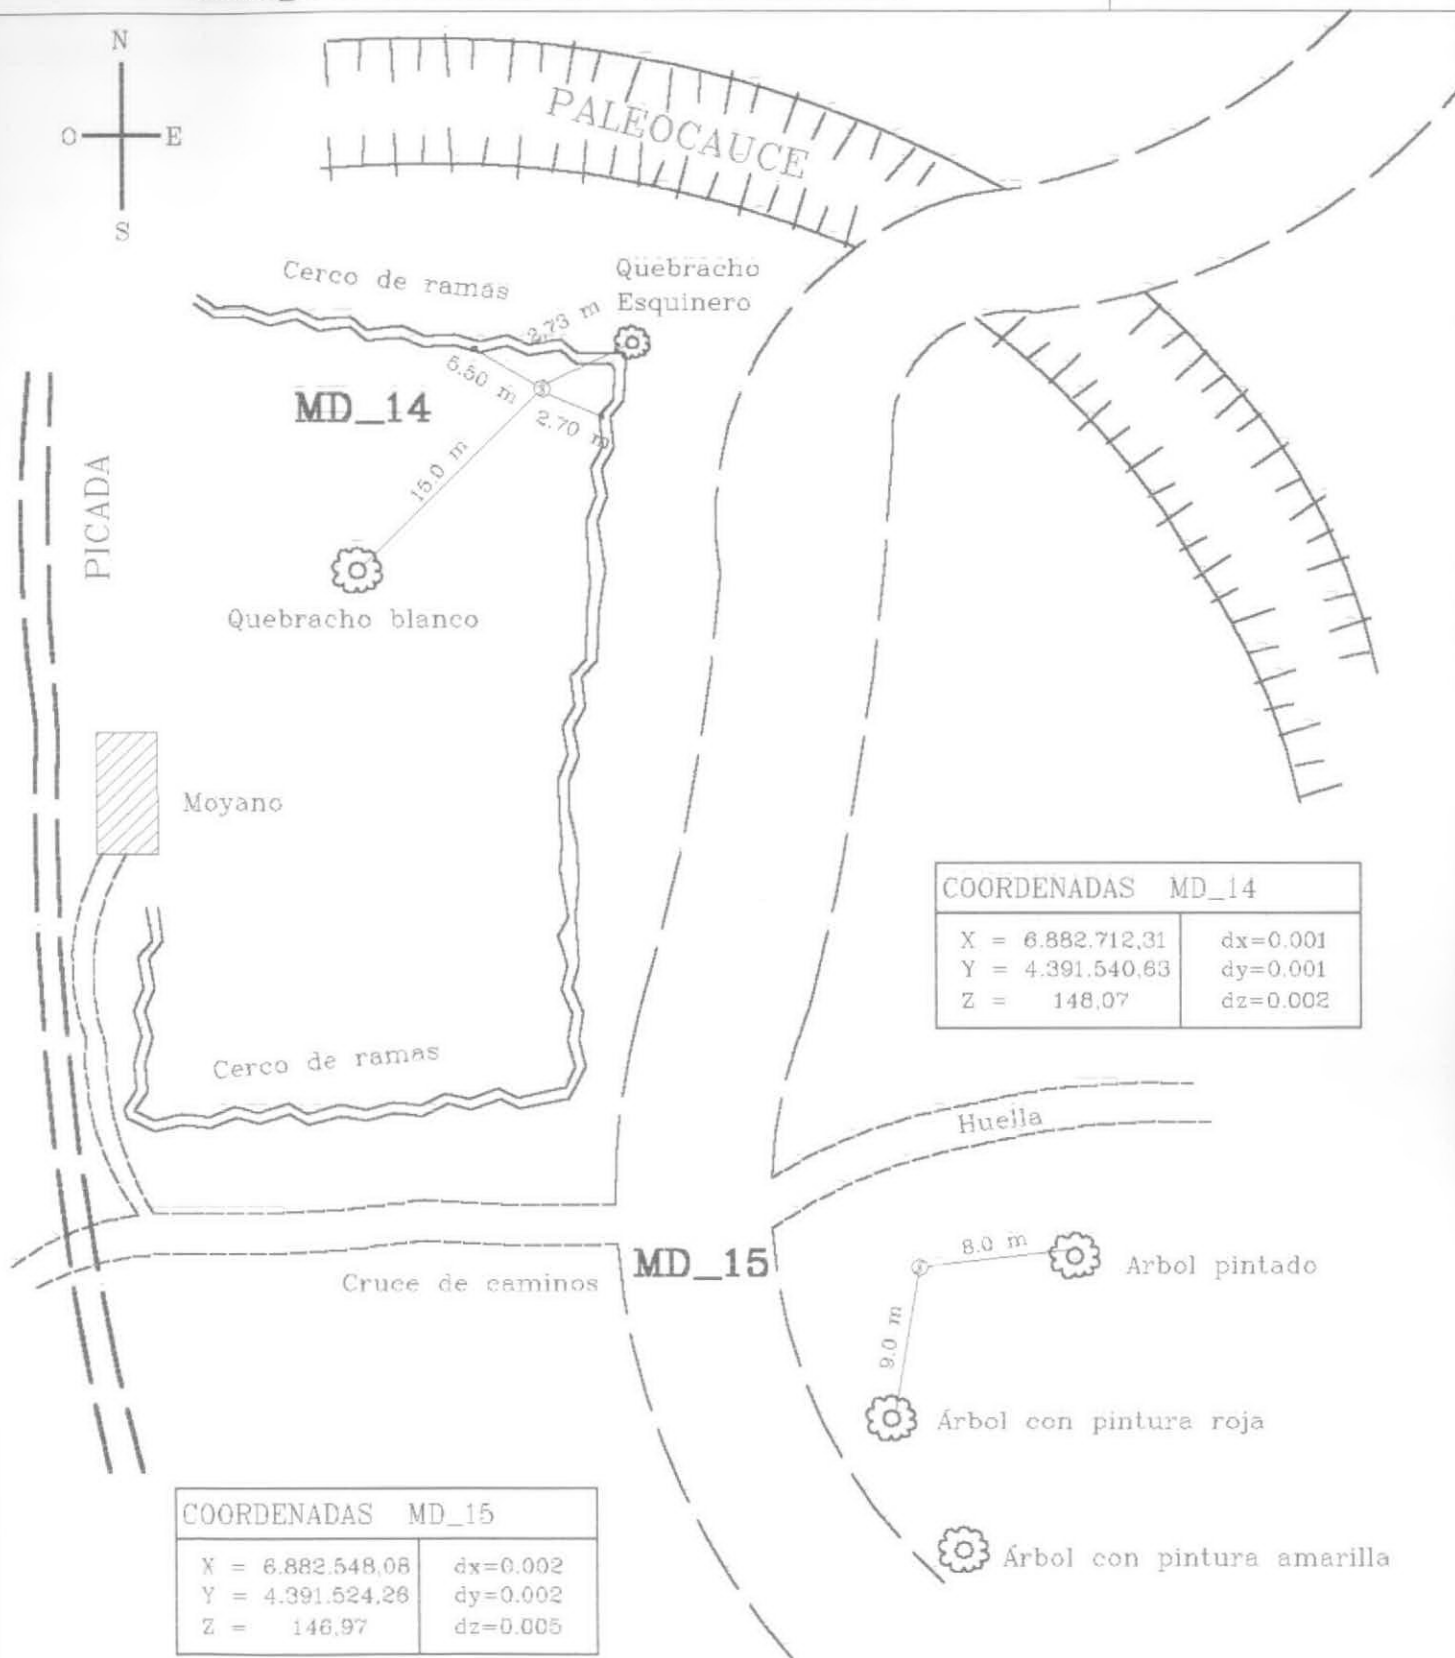 N
O E
S
PALEOCAUCE
Cerco de ramas
Quebracho
Esquinero
2.73 m
5.50 m
2.70 m
MD_14
15.0 m
PICADA
Quebracho blanco
Moyano
COORDENADAS MD_14
X = 6.882.712,31 dx=0.001
Y = 4.391.540,63 dy=0.001
Z = 148,07 dz=0.002
Cerco de ramas
Huella
MD_15
8.0 m
Arbol pintado
Cruce de caminos
9.0 m
Árbol con pintura roja
COORDENADAS MD_15
X = 6.882.548,08 dx=0.002
Y = 4.391.524,26 dy=0.002
Z = 146,97 dz=0.005
Árbol con pintura amarilla